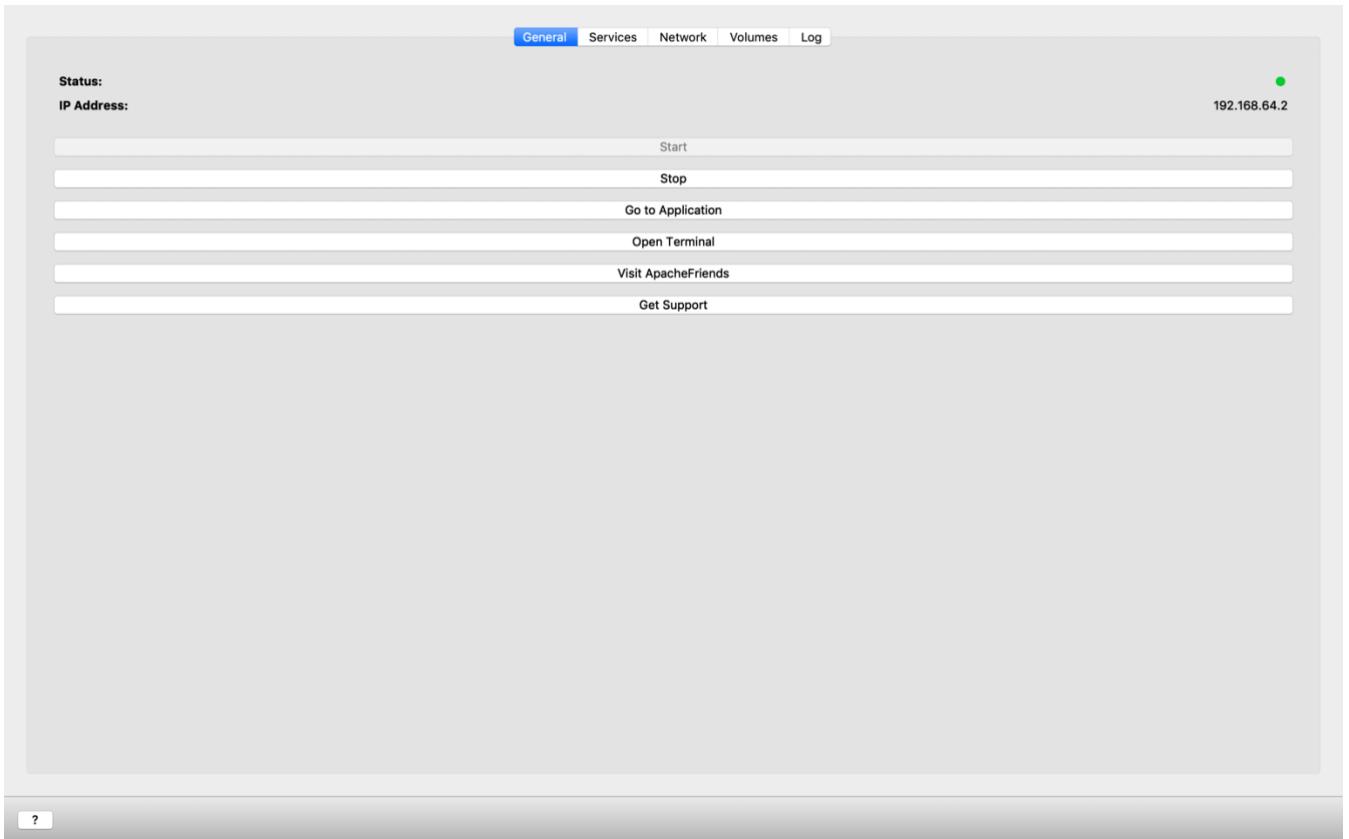 General Services Network Volumes Log
Status:
IP Address: 192.168.64.2
Start
Stop
Go to Application
Open Terminal
Visit ApacheFriends
Get Support
?